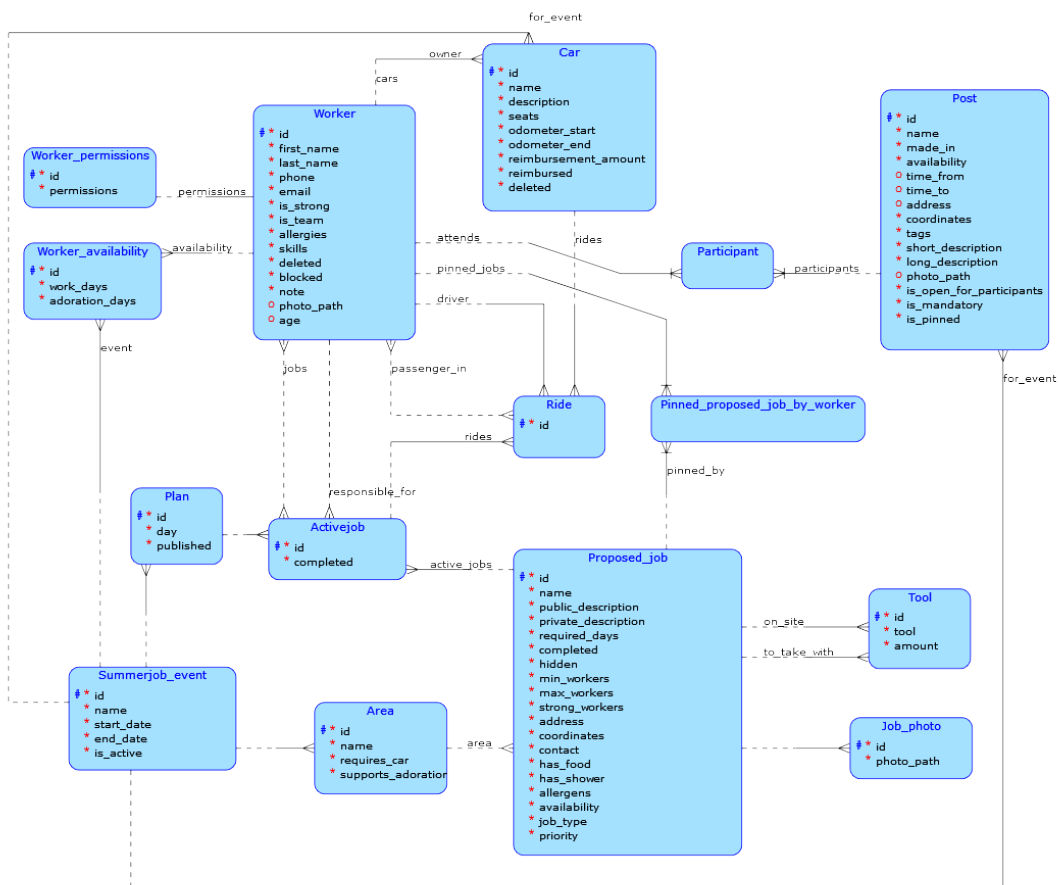 for_event
Car
# * id
* name
* description
* seats
* odometer_start
* odometer_end
* reimbursement_amount
* reimbursed
* deleted
owner
cars
Worker
# * id
* first_name
* last_name
* phone
* email
* is_strong
* is_team
* allergies
* skills
* deleted
* blocked
* note
o photo_path
o age
Post
# * id
* name
* made_in
* availability
o time_from
o time_to
o address
* coordinates
* tags
* short_description
* long_description
o photo_path
* is_open_for_participants
* is_mandatory
* is_pinned
Worker_permissions
# * id
* permissions
permissions
Worker_availability
# * id
* work_days
* adoration_days
availability
attends
rides
Participant
participants
pinned_jobs
driver
event
jobs
passenger_in
for_event
Ride
# * id
Pinned_proposed_job_by_worker
rides
pinned_by
responsible_for
Plan
# * id
* day
* published
Activejob
# * id
* completed
active_jobs
Proposed_job
# * id
* name
* public_description
* private_description
* required_days
* completed
* hidden
* min_workers
* max_workers
* strong_workers
* address
* coordinates
* contact
* has_food
* has_shower
* allergens
* availability
* job_type
* priority
on_site
to_take_with
Tool
# * id
* tool
* amount
Summerjob_event
# * id
* name
* start_date
* end_date
* is_active
Area
# * id
* name
* requires_car
* supports_adoration
area
Job_photo
# * id
* photo_path